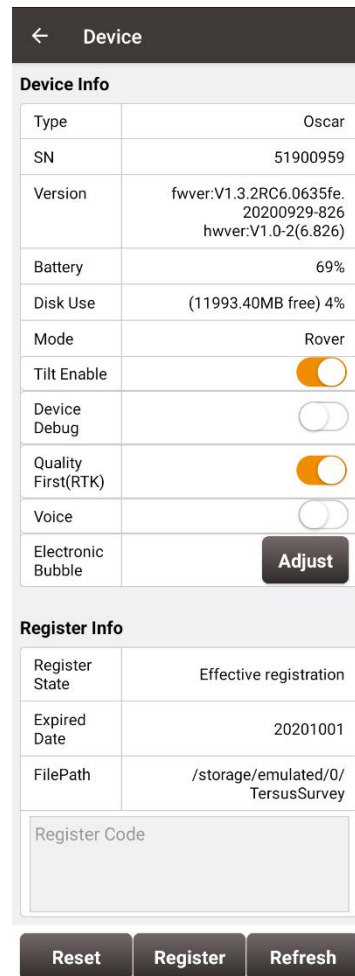 Device
Device Info
Type
Oscar
SN
51900959
Version
fwver:V1.3.2RC6.0635fe.
20200929-826
hwver:V1.0-2(6.826)
Battery
69%
Disk Use
(11993.40MB free) 4%
Mode
Rover
Tilt Enable
Device
Debug
Quality
First(RTK)
Voice
Electronic
Bubble
Adjust
Register Info
Register
State
Effective registration
Expired
Date
20201001
FilePath
/storage/emulated/0/
TersusSurvey
Register Code
Reset
Register
Refresh